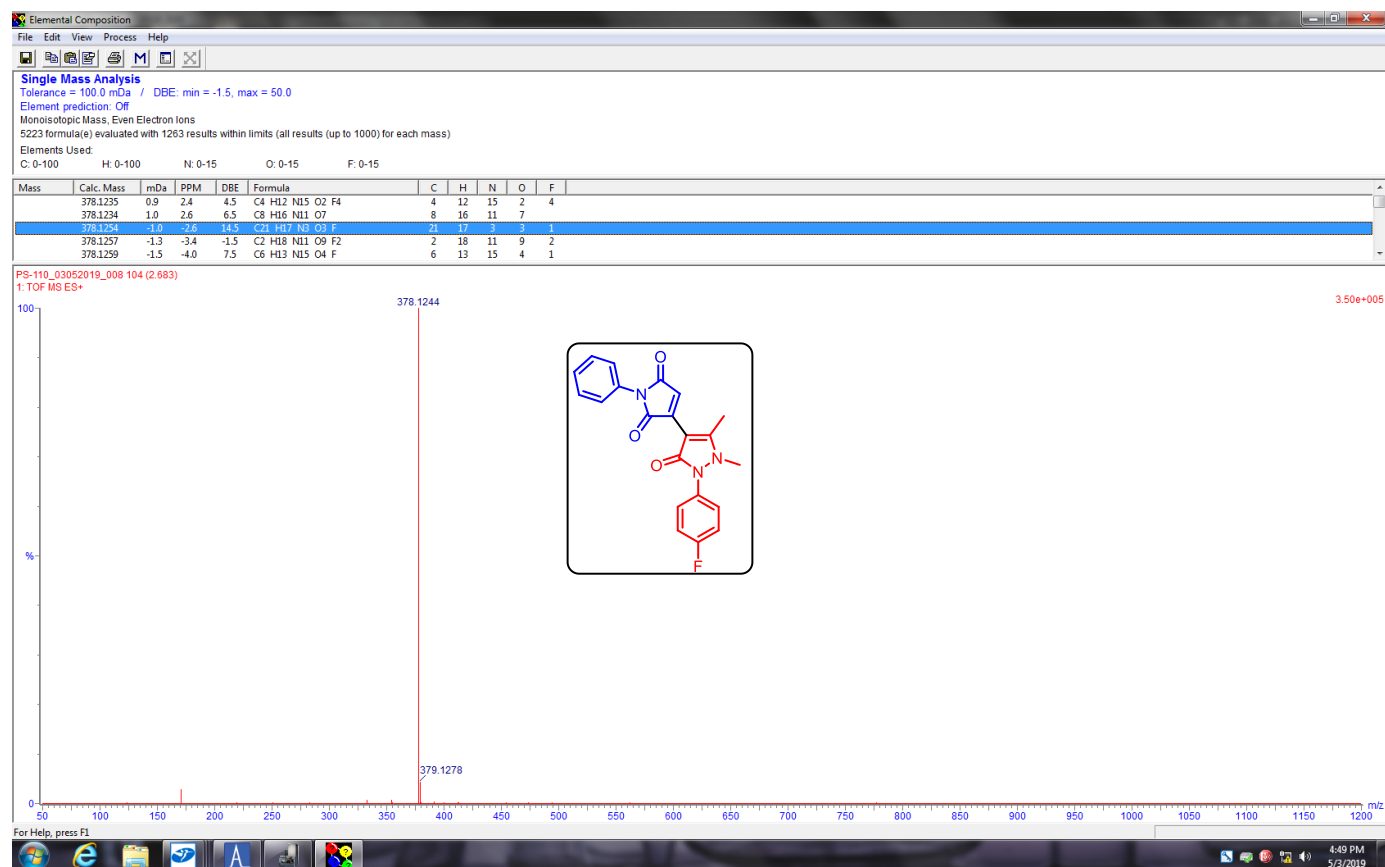 Elemental Composition
File Edit View Process Help
M
Single Mass Analysis
Tolerance = 100.0 mDa / DBE: min = -1.5, max = 50.0
Element prediction: Off
Monoisotopic Mass, Even Electron Ions
5223 formula(e) evaluated with 1263 results within limits (all results (up to 1000) for each mass)
Elements Used:
C: 0-100 H: 0-100 N: 0-15 O: 0-15 F: 0-15
Mass Calc. Mass mDa PPM DBE Formula C H N O F
378.1235 0.9 2.4 4.5 C4 H12 N15 O2 F4 4 12 15 2 4
378.1234 1.0 2.6 6.5 C8 H16 N11 O7 8 16 11 7
378.1254 -1.0 -2.6 14.5 C21 H17 N3 O3 F 21 17 3 3 1
378.1257 -1.3 -3.4 -1.5 C2 H18 N11 O9 F2 2 18 11 9 2
378.1259 -1.5 -4.0 7.5 C6 H13 N15 O4 F 6 13 15 4 1
PS-110_03052019_008 104 (2.683)
1: TOF MS ES+
378.1244
3.50e+005
100
O
N
O
O
N
N
F
%
379.1278
0
50 100 150 200 250 300 350 400 450 500 550 600 650 700 750 800 850 900 950 1000 1050 1100 1150 1200
m/z
For Help, press F1
A
4:49 PM
5/3/2019